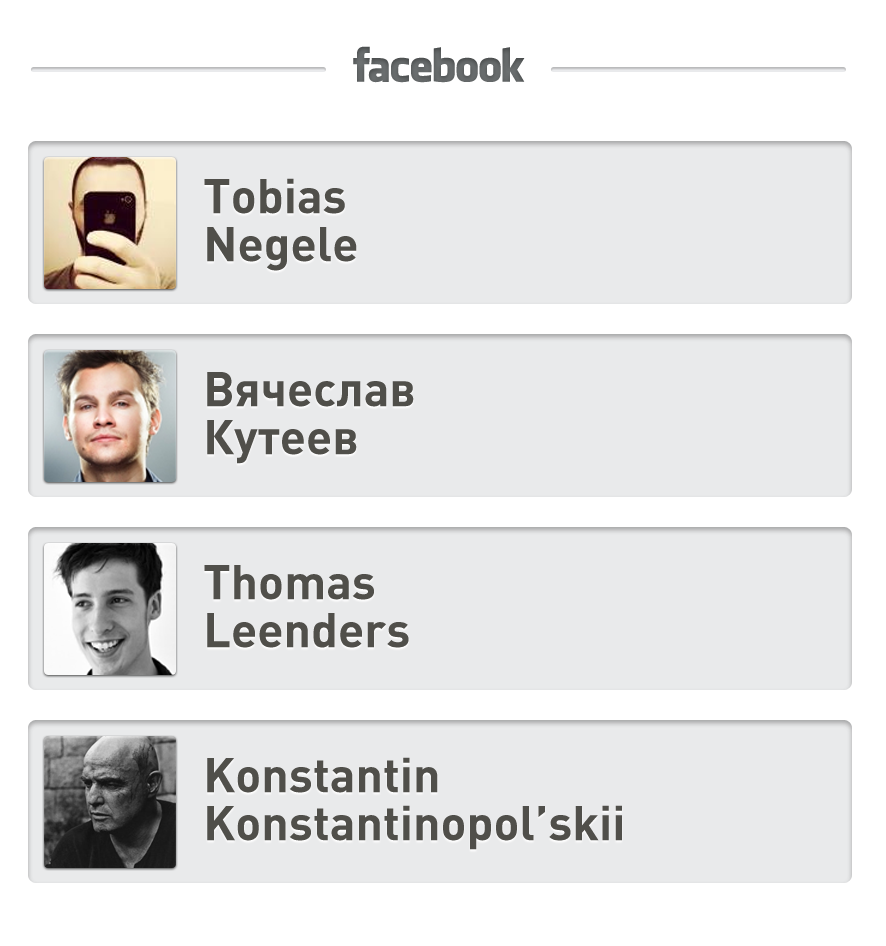 facebook
Tobias
Negele
Вячеслав
Кутеев
Thomas
Leenders
Konstantin
Konstantinopol’skii